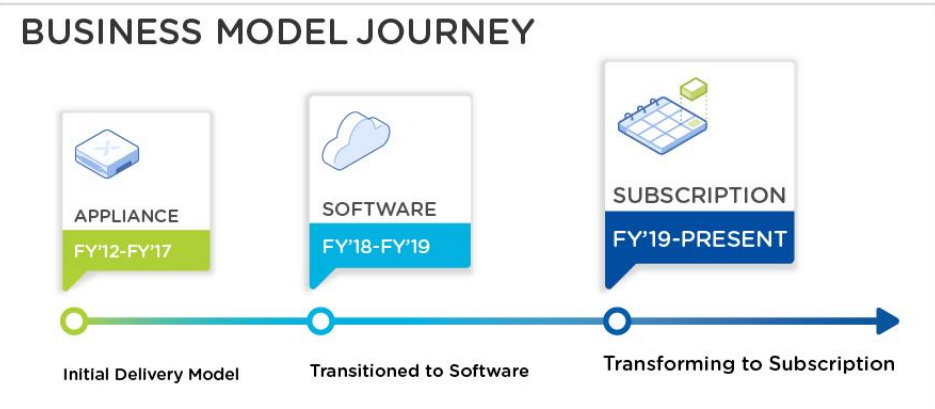 BUSINESS MODEL JOURNEY
APPLIANCE
FY'12-FY'17
Initial Delivery Model
SOFTWARE
FY'18-FY'19
Transitioned to Software
SUBSCRIPTION
FY'19-PRESENT
Transforming to Subscription